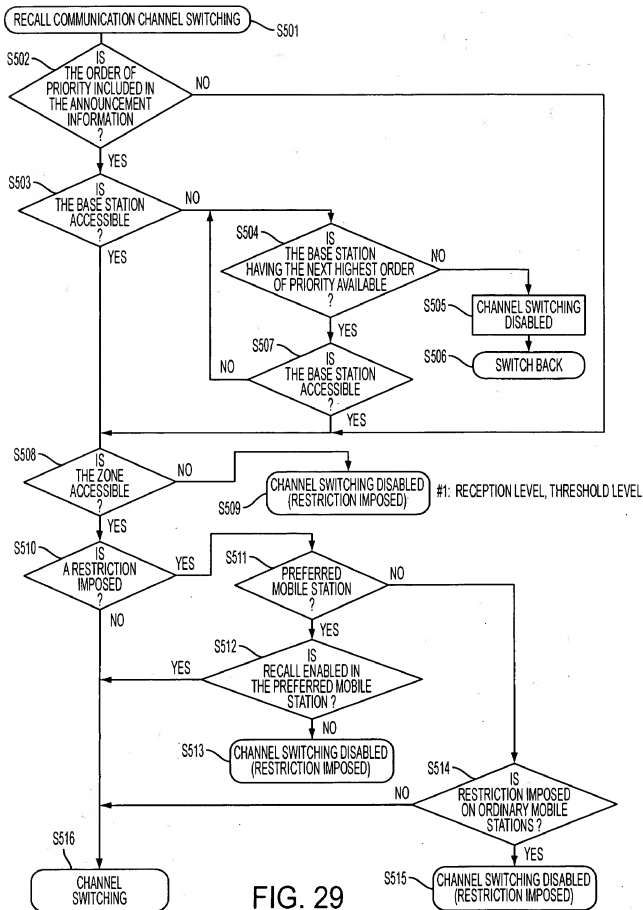 RECALL COMMUNICATION CHANNEL SWITCHING
S501
S502
IS
THE ORDER OF
PRIORITY INCLUDED IN
THE ANNOUNCEMENT
INFORMATION
?
NO
YES
S503
IS
THE BASE STATION
ACCESSIBLE
?
NO
YES
S504
IS
THE BASE STATION
HAVING THE NEXT HIGHEST ORDER
OF PRIORITY AVAILABLE
?
NO
YES
S505
CHANNEL SWITCHING
DISABLED
S506
SWITCH BACK
S507
IS
THE BASE STATION
ACCESSIBLE
?
NO
YES
S508
IS
THE ZONE
ACCESSIBLE
?
NO
YES
S509
CHANNEL SWITCHING DISABLED
(RESTRICTION IMPOSED)
#1: RECEPTION LEVEL, THRESHOLD LEVEL
S510
IS
A RESTRICTION
IMPOSED
?
YES
NO
S511
PREFERRED
MOBILE STATION
?
NO
YES
S512
IS
RECALL ENABLED IN
THE PREFERRED MOBILE
STATION ?
YES
NO
S513
CHANNEL SWITCHING DISABLED
(RESTRICTION IMPOSED)
S514
IS
RESTRICTION IMPOSED
ON ORDINARY MOBILE
STATIONS ?
NO
YES
S515
CHANNEL SWITCHING DISABLED
(RESTRICTION IMPOSED)
S516
CHANNEL
SWITCHING
FIG. 29